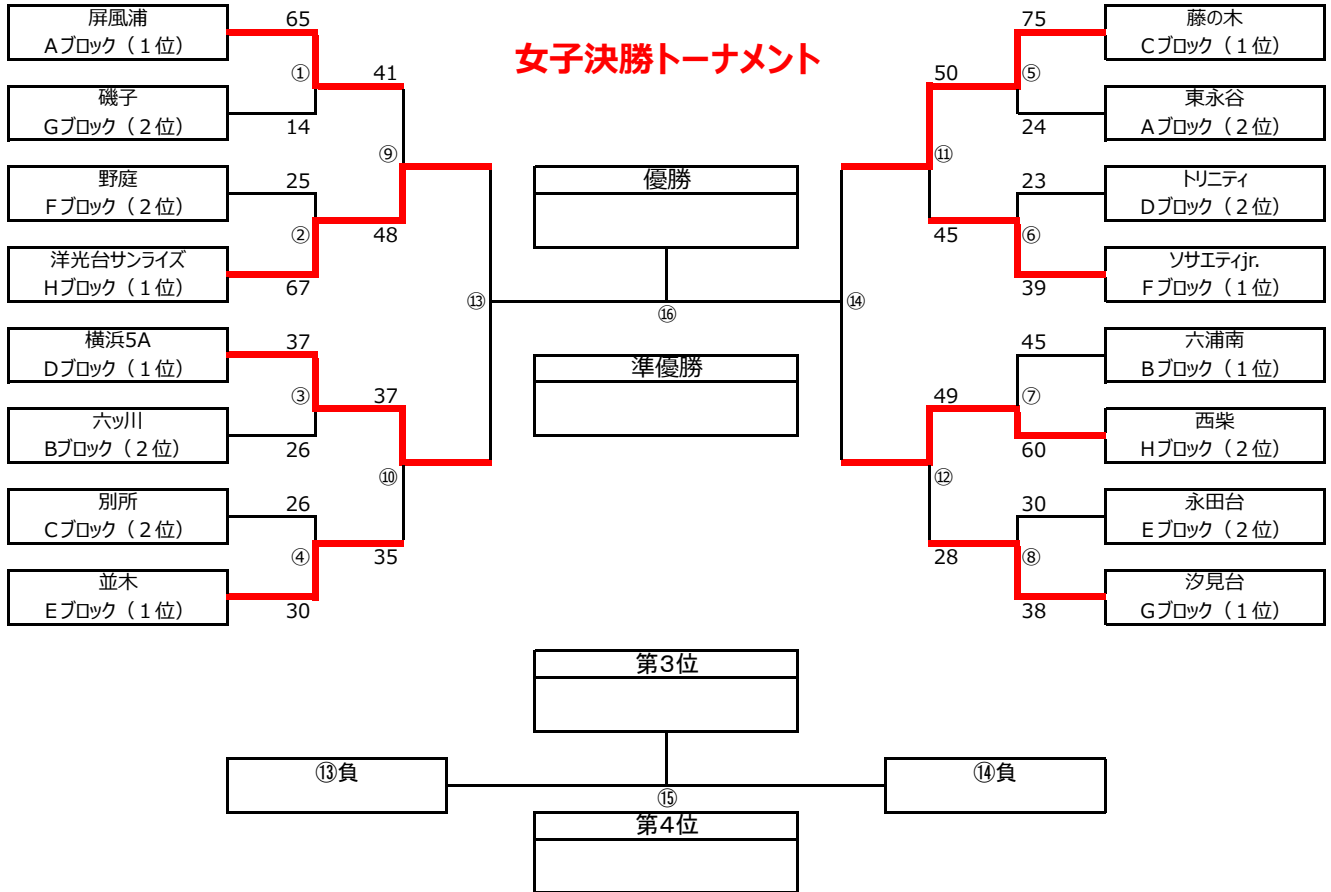 女子決勝トーナメント
屏風浦
Aブロック（１位）
65
①
磯子
Gブロック（２位）
14
41
⑨
野庭
Fブロック（２位）
25
②
洋光台サンライズ
Hブロック（１位）
67
48
⑬
横浜5A
Dブロック（１位）
37
③
六ッ川
Bブロック（２位）
26
37
⑩
別所
Cブロック（２位）
26
④
並木
Eブロック（１位）
30
35
優勝
⑯
準優勝
75
藤の木
Cブロック（１位）
⑤
50
24
東永谷
Aブロック（２位）
⑪
23
トリニティ
Dブロック（２位）
⑥
45
39
ソサエティjr.
Fブロック（１位）
⑭
45
六浦南
Bブロック（１位）
⑦
49
60
西柴
Hブロック（２位）
⑫
30
永田台
Eブロック（２位）
⑧
28
38
汐見台
Gブロック（１位）
第3位
⑬負
⑮
⑭負
第4位